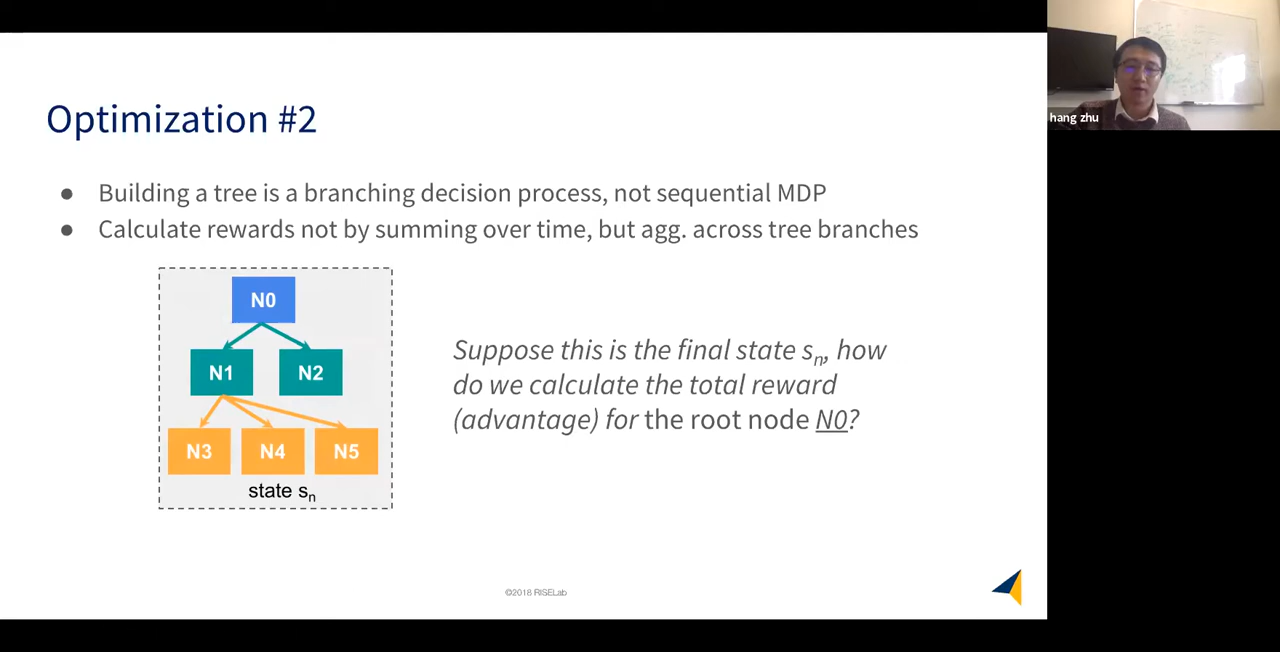 Optimization #2
● Building a tree is a branching decision process, not sequential MDP
● Calculate rewards not by summing over time, but agg. across tree branches
N0
N1 N2
N3 N4 N5
state sn
Suppose this is the final state sn, how
do we calculate the total reward
(advantage) for the root node N0?
©2018 RISELab
hang zhu